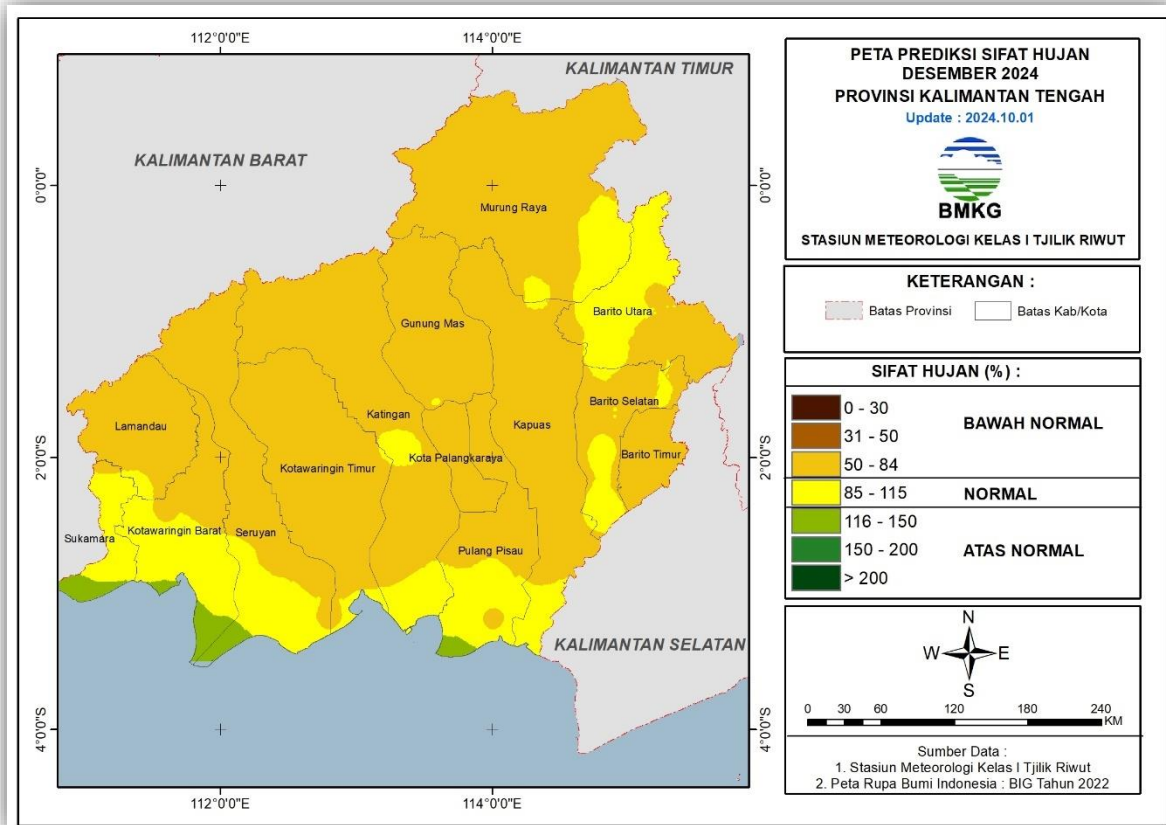 112°0'0"E
114°0'0"E
KALIMANTAN TIMUR
KALIMANTAN BARAT
0°0'0"
0°0'0"
Murung Raya
Barito Utara
Gunung Mas
Lamandau
Katingan
Kapuas
Barito Selatan
2°0'0"S
2°0'0"S
Kotawaringin Timur
Kota Palangkaraya
Barito Timur
Sukamara
Kotawaringin Barat
Seruyan
Pulang Pisau
KALIMANTAN SELATAN
4°0'0"S
4°0'0"S
112°0'0"E
114°0'0"E
PETA PREDIKSI SIFAT HUJAN
DESEMBER 2024
PROVINSI KALIMANTAN TENGAH
Update : 2024.10.01
BMKG
STASIUN METEOROLOGI KELAS I TJILIK RIWUT
KETERANGAN :
Batas Provinsi
Batas Kab/Kota
SIFAT HUJAN (%) :
0 - 30
31 - 50
50 - 84
BAWAH NORMAL
85 - 115
NORMAL
116 - 150
150 - 200
> 200
ATAS NORMAL
N
W
E
S
0 30 60 120 180 240
KM
Sumber Data :
1. Stasiun Meteorologi Kelas I Tjilik Riwut
2. Peta Rupa Bumi Indonesia : BIG Tahun 2022